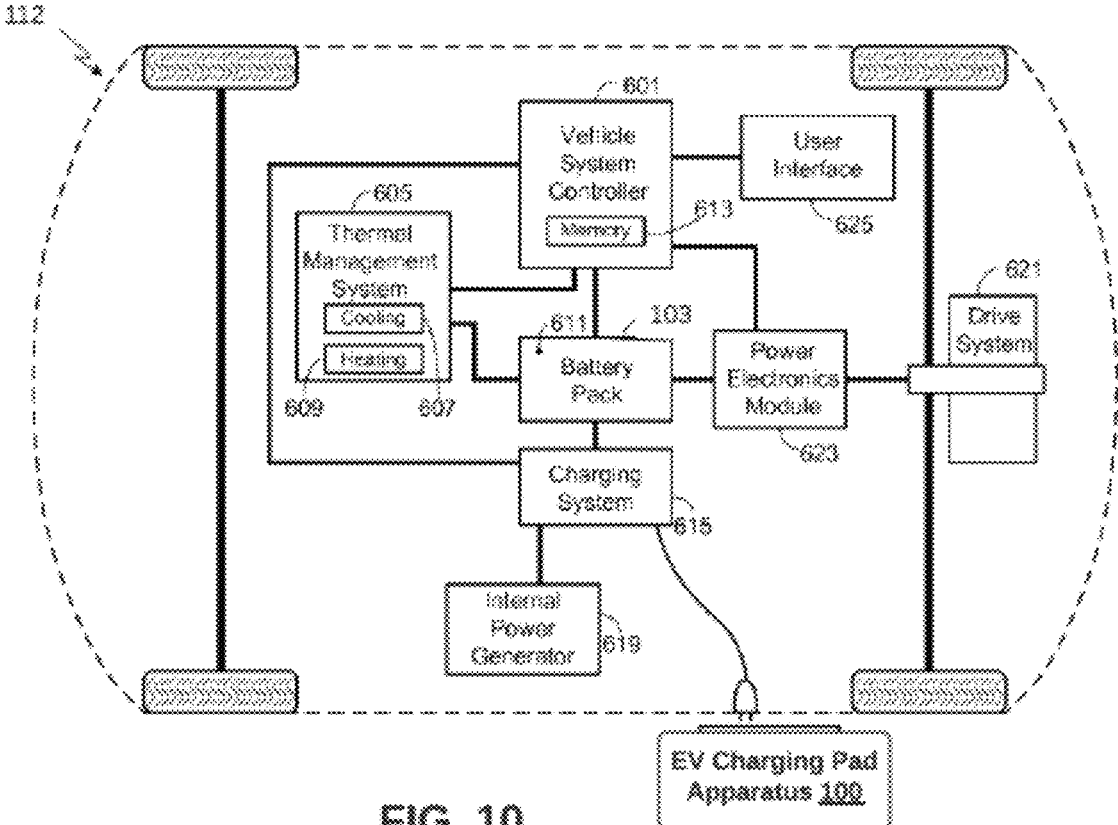 112
601
Vehicle
System
Controller
Memory
613
User
Interface
625
605
Thermal
Management
System
Cooling
Heating
609
607
611
103
Battery
Pack
Power
Electronics
Module
623
621
Drive
System
Charging
System
615
Internal
Power
Generator
619
EV Charging Pad
Apparatus 100
FIG. 10